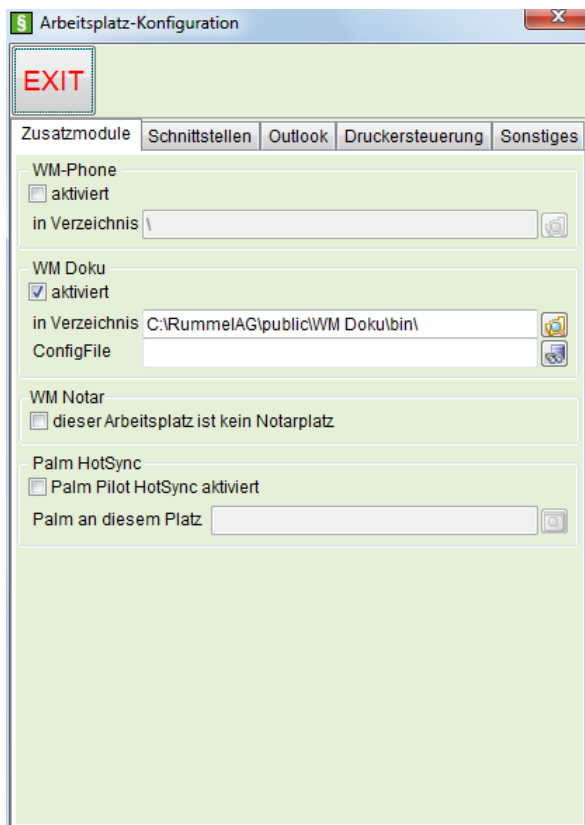 § Arbeitsplatz-Konfiguration X
EXIT
Zusatzmodule Schnittstellen Outlook Druckersteuerung Sonstiges
WM-Phone
aktiviert
in Verzeichnis \
WM Doku
aktiviert
in Verzeichnis C:\RummelAG\public\WM Doku\bin\
ConfigFile
WM Notar
dieser Arbeitsplatz ist kein Notarplatz
Palm HotSync
Palm Pilot HotSync aktiviert
Palm an diesem Platz